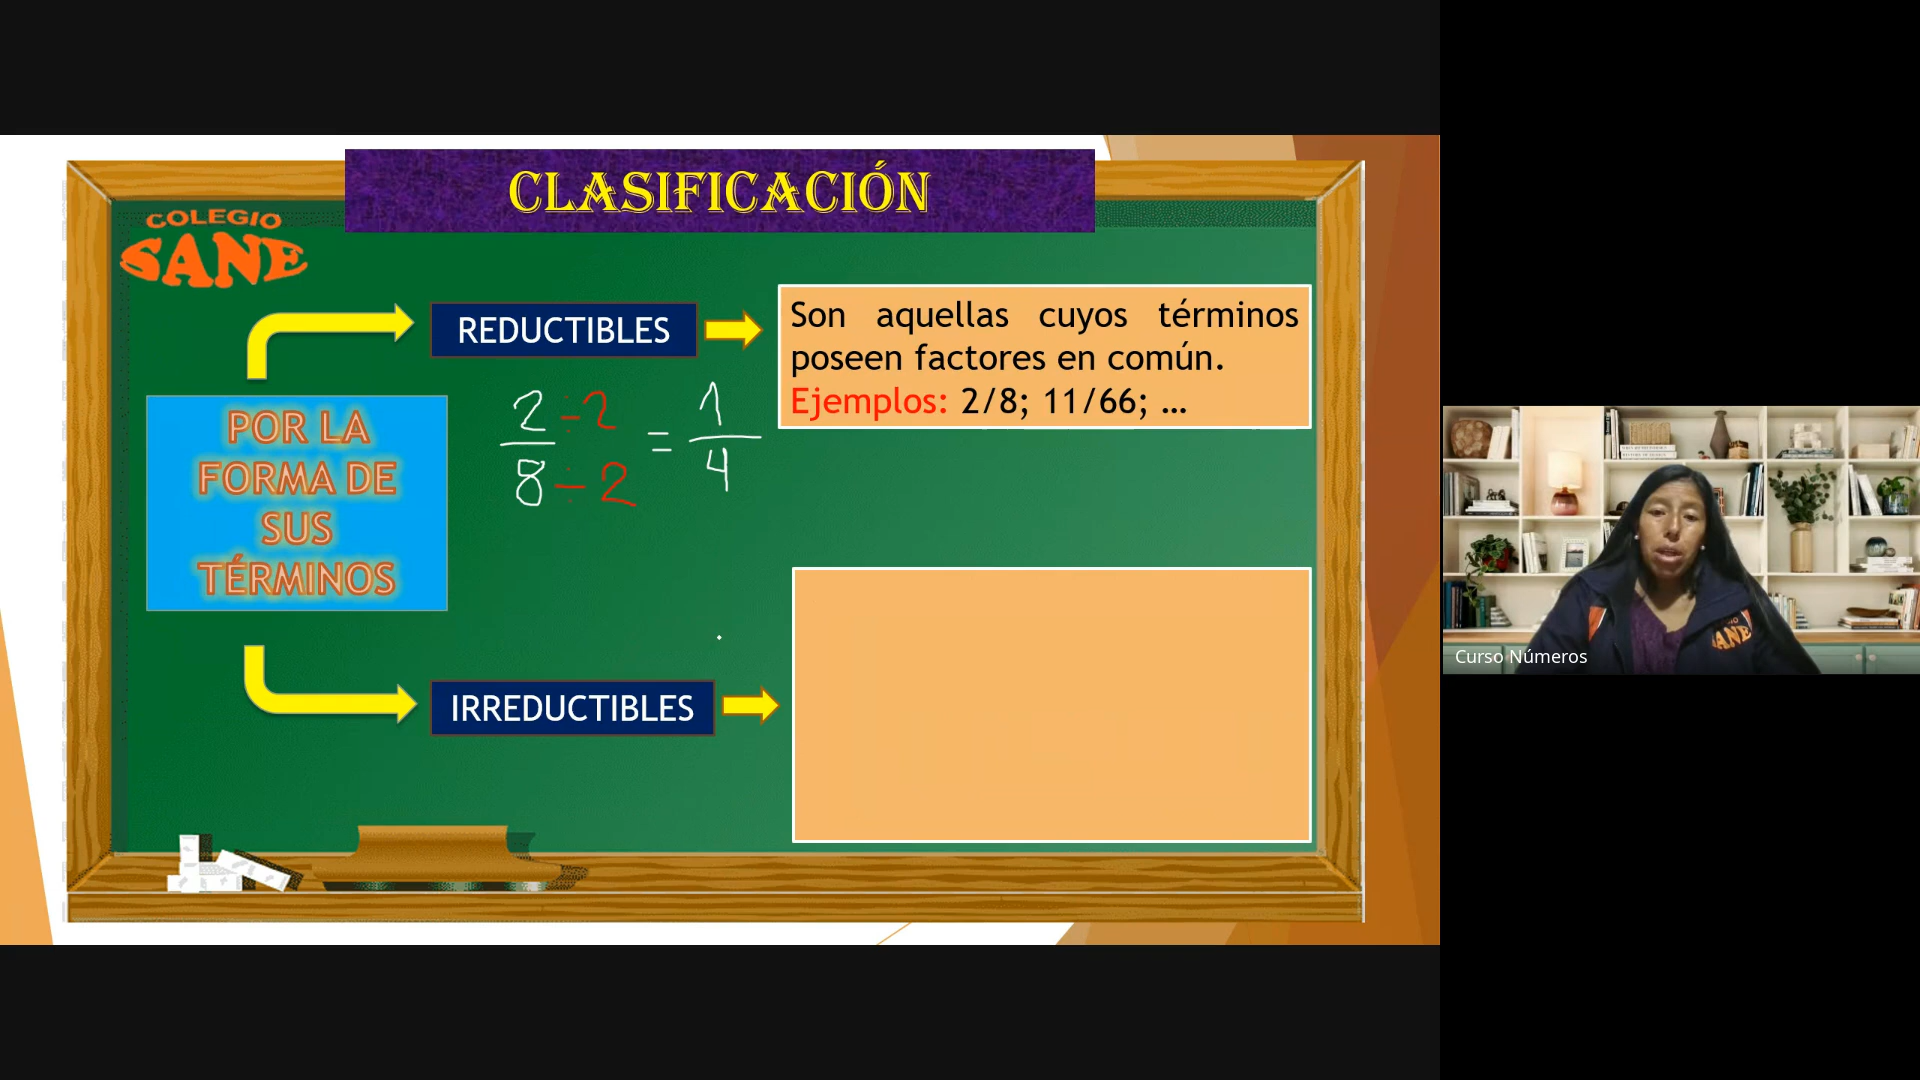 CLASIFICACIÓN
COLEGIO
SANE
REDUCTIBLES
Son aquellas cuyos términos
poseen factores en común.
Ejemplos: 2/8; 11/66; ...
2 ÷2
8 ÷ 2
=
1
4
POR LA
FORMA DE
SUS
TÉRMINOS
IRREDUCTIBLES
ANE
Curso Números